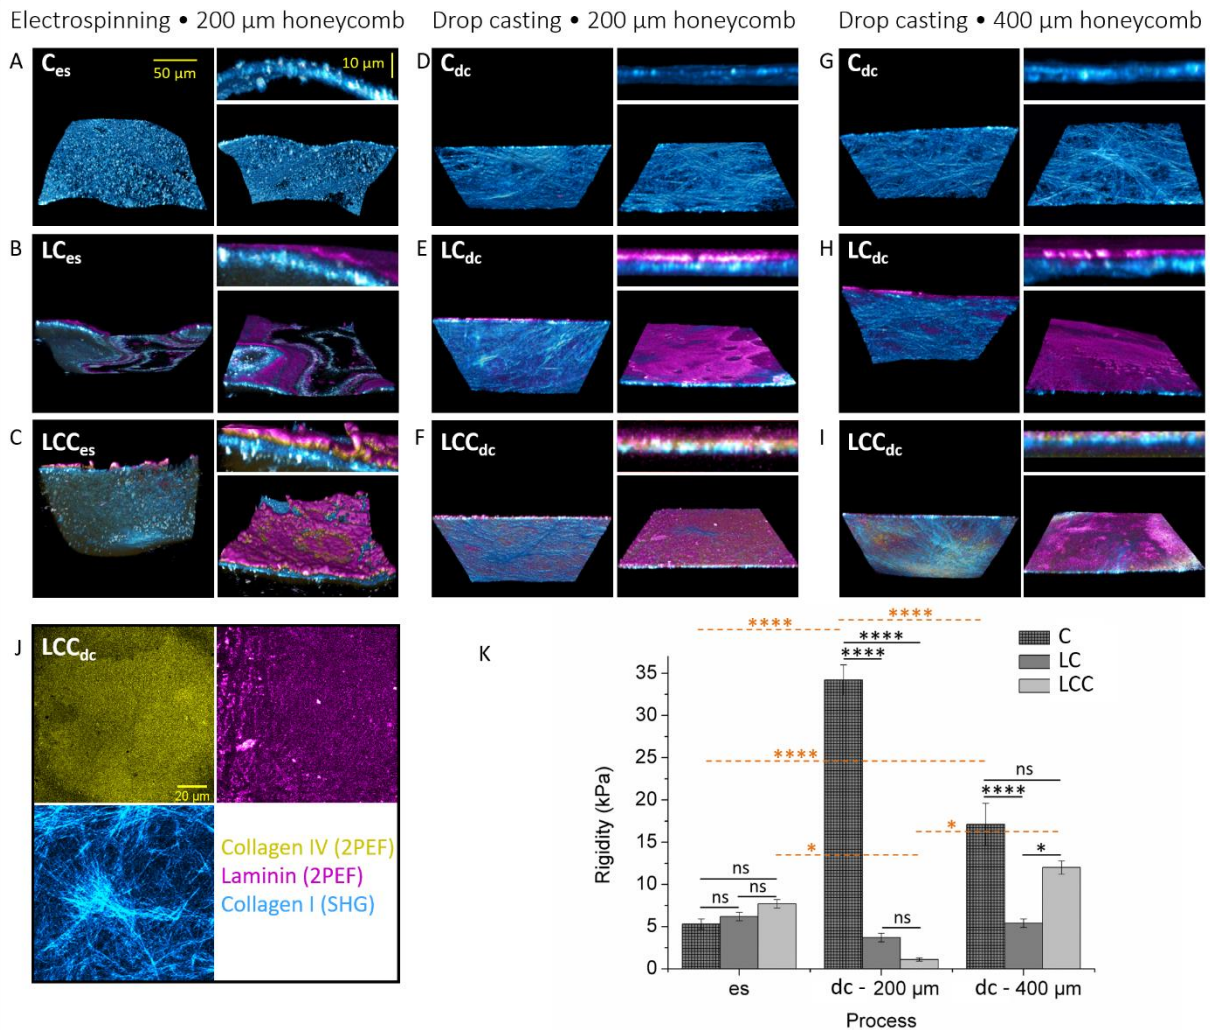 Electrospinning • 200 µm honeycomb
Drop casting • 200 µm honeycomb
Drop casting • 400 µm honeycomb
A
Ces
50 µm
10 µm
D
Cdc
G
Cdc
B
LCes
E
LCdc
H
LCdc
C
LCCes
F
LCCdc
I
LCCdc
J
LCCdc
20 µm
Collagen IV (2PEF)
Laminin (2PEF)
Collagen I (SHG)
K
****
****
****
****
****
ns
****
*
*
*
ns
ns
ns
ns
C
LC
LCC
35
30
25
20
15
10
5
0
Rigidity (kPa)
es
dc - 200 µm
dc - 400 µm
Process